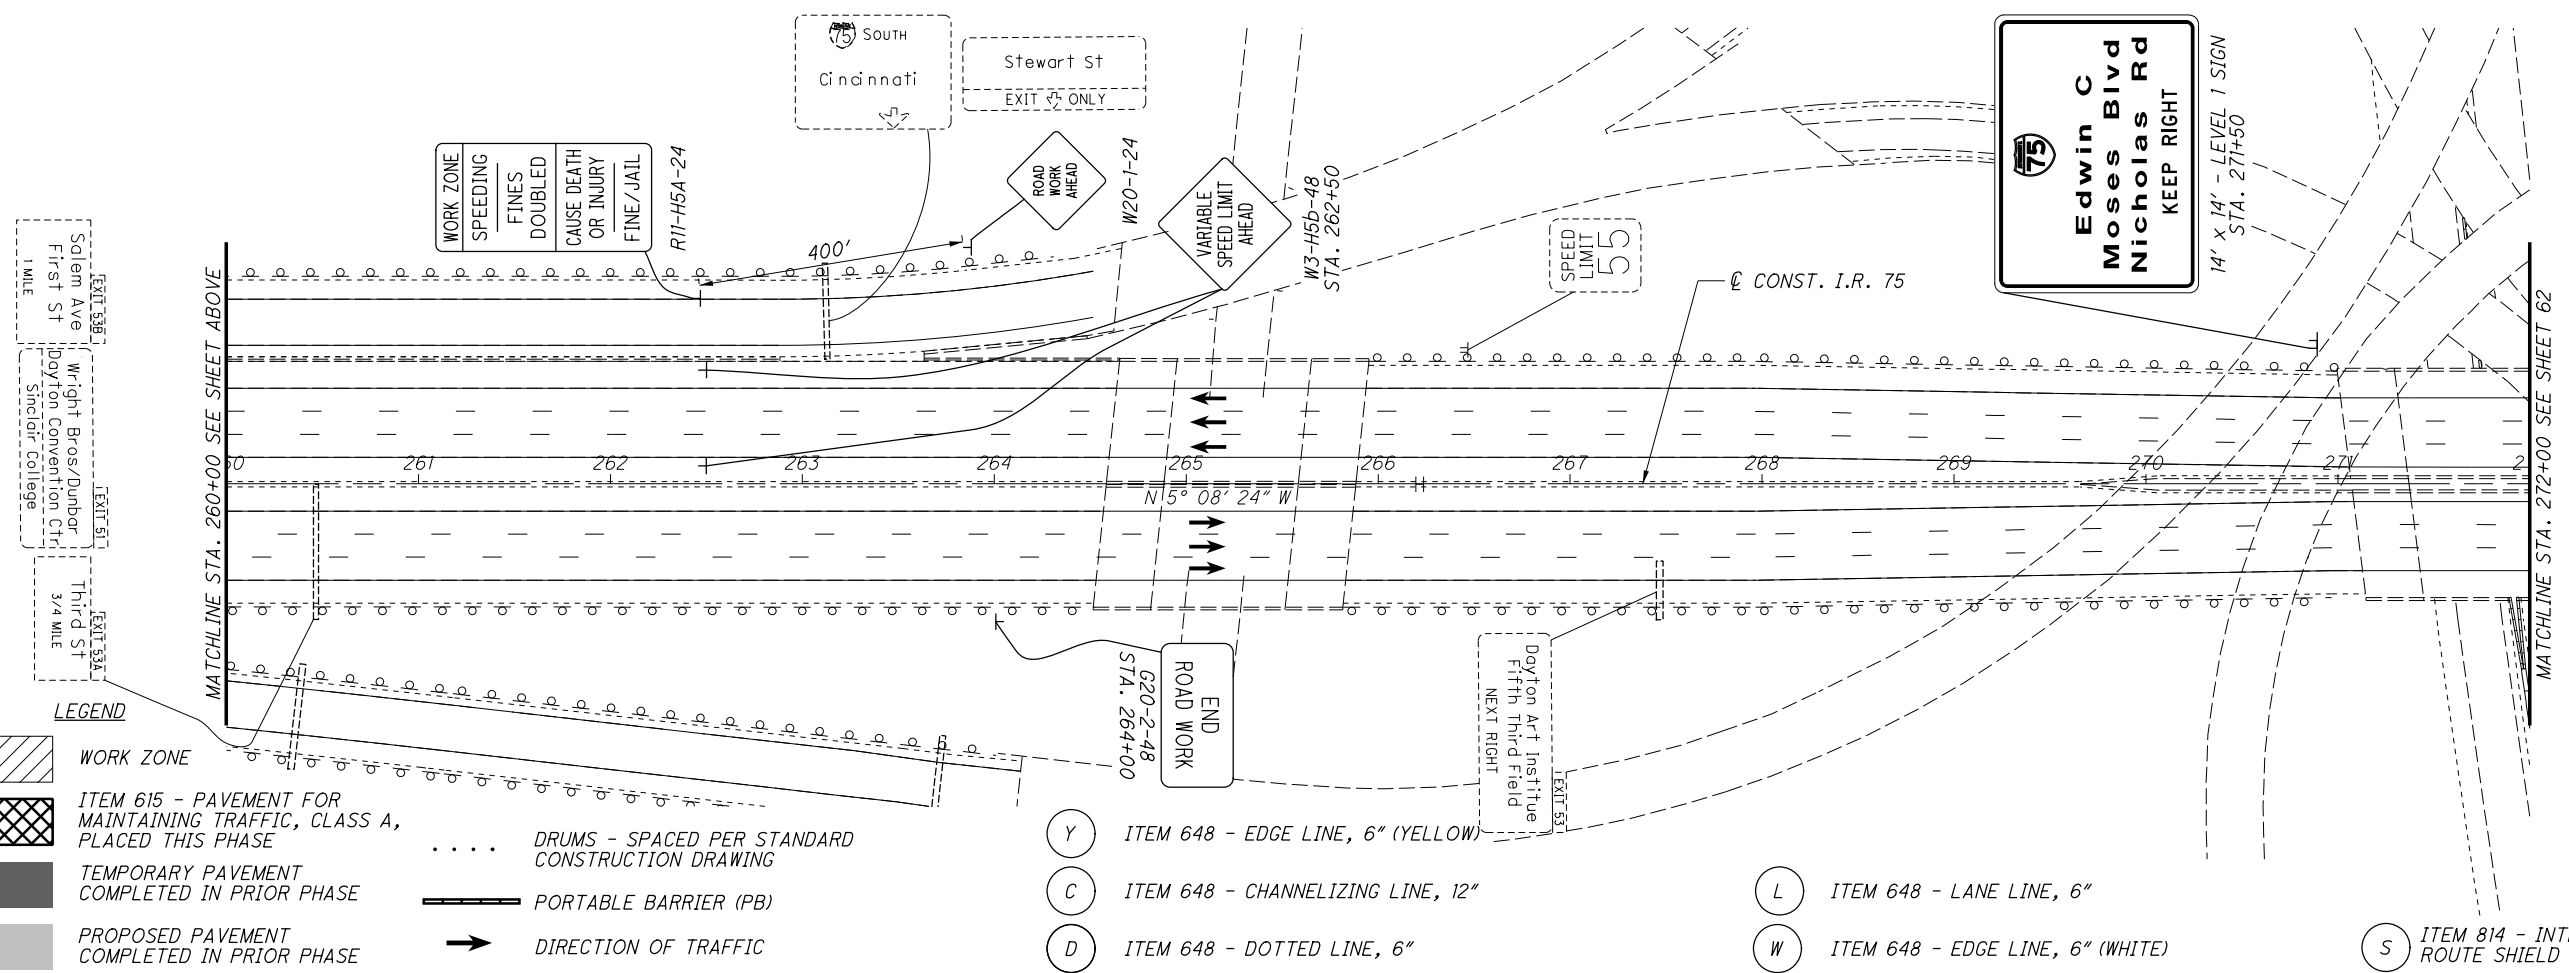 75 SOUTH
Cincinnati
Stewart St
EXIT ONLY
WORK ZONE
SPEEDING
FINES
DOUBLED
CAUSE DEATH
OR INJURY
FINE/JAIL
R11-H5A-24
400'
ROAD
WORK
AHEAD
W20-1-24
VARIABLE
SPEED LIMIT
AHEAD
W3-H5b-48
STA. 262+50
SPEED
LIMIT
55
℄ CONST. I.R. 75
75
Edwin C
Moses Blvd
Nicholas Rd
KEEP RIGHT
14' x 14' - LEVEL 1 SIGN
STA. 271+50
EXIT 53B
Salem Ave
First St
1 MILE
EXIT 51
Wright Bros/Dunbar
Dayton Convention Ctr
Sinclair College
EXIT 53A
Third St
3/4 MILE
MATCHLINE STA. 260+00 SEE SHEET ABOVE
60 261 262 263 264 265 266 267 268 269 270 271 2
N 5° 08' 24" W
MATCHLINE STA. 272+00 SEE SHEET 62
END
ROAD WORK
G20-2-48
STA. 264+00
Dayton Art Institue
Fifth Third Field
NEXT RIGHT
EXIT 53
LEGEND
WORK ZONE
ITEM 615 - PAVEMENT FOR
MAINTAINING TRAFFIC, CLASS A,
PLACED THIS PHASE
TEMPORARY PAVEMENT
COMPLETED IN PRIOR PHASE
PROPOSED PAVEMENT
COMPLETED IN PRIOR PHASE
DRUMS - SPACED PER STANDARD
CONSTRUCTION DRAWING
PORTABLE BARRIER (PB)
DIRECTION OF TRAFFIC
Y ITEM 648 - EDGE LINE, 6" (YELLOW)
C ITEM 648 - CHANNELIZING LINE, 12"
D ITEM 648 - DOTTED LINE, 6"
L ITEM 648 - LANE LINE, 6"
W ITEM 648 - EDGE LINE, 6" (WHITE)
S ITEM 814 - INT
ROUTE SHIELD